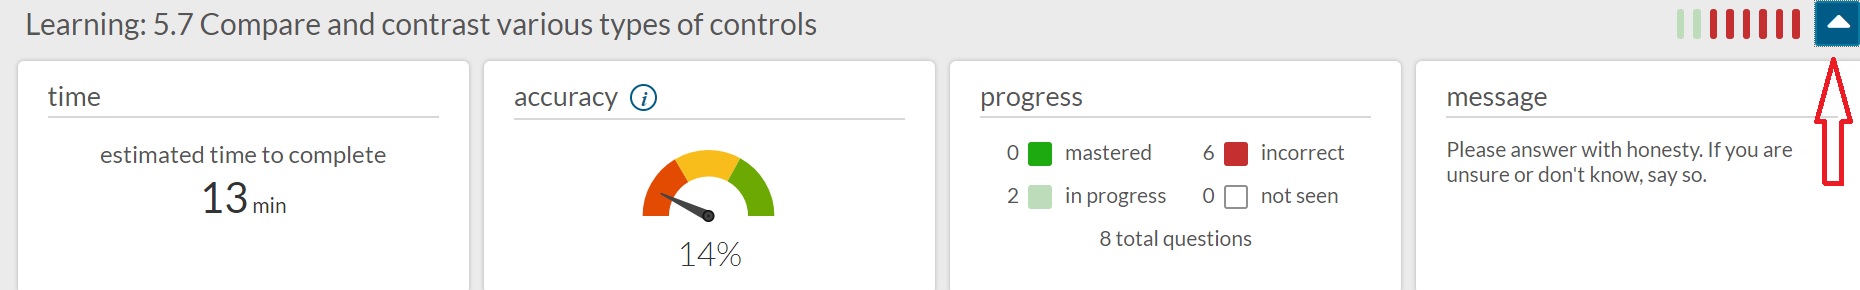 Learning: 5.7 Compare and contrast various types of controls
time
estimated time to complete
13 min
accuracy i
14%
progress
0 mastered 6 incorrect
2 in progress 0 not seen
8 total questions
message
Please answer with honesty. If you are
unsure or don't know, say so.